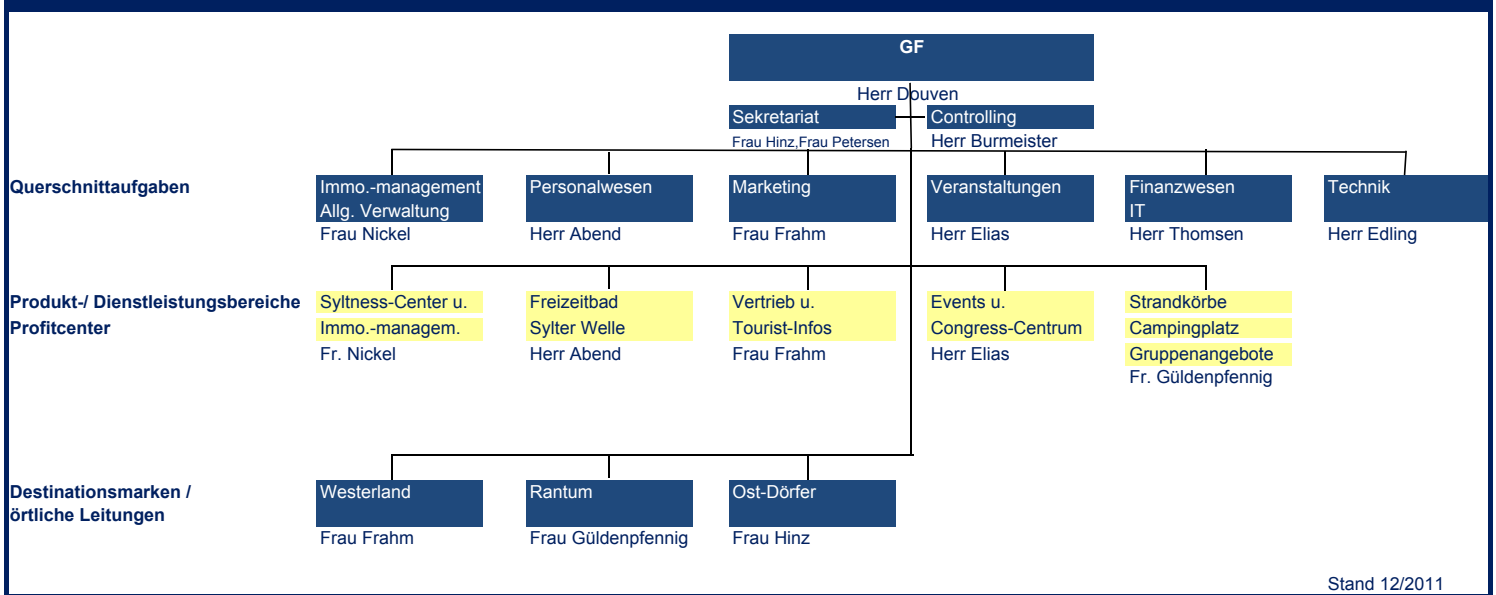 GF
Herr Douven
Sekretariat Controlling
Frau Hinz,Frau Petersen Herr Burmeister
Querschnittaufgaben Immo.-management Personalwesen Marketing Veranstaltungen Finanzwesen Technik
Allg. Verwaltung IT
Frau Nickel Herr Abend Frau Frahm Herr Elias Herr Thomsen Herr Edling
Produkt-/ Dienstleistungsbereiche Syltness-Center u. Freizeitbad Vertrieb u. Events u. Strandkörbe
Profitcenter Immo.-managem. Sylter Welle Tourist-Infos Congress-Centrum Campingplatz
Fr. Nickel Herr Abend Frau Frahm Herr Elias Gruppenangebote
Fr. Güldenpfennig
Destinationsmarken / Westerland Rantum Ost-Dörfer
örtliche Leitungen
Frau Frahm Frau Güldenpfennig Frau Hinz
Stand 12/2011